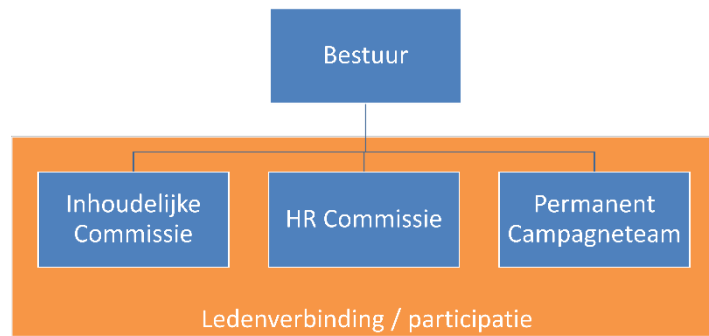 Bestuur
Inhoudelijke
Commissie
HR Commissie
Permanent
Campagneteam
Ledenverbinding / participatie